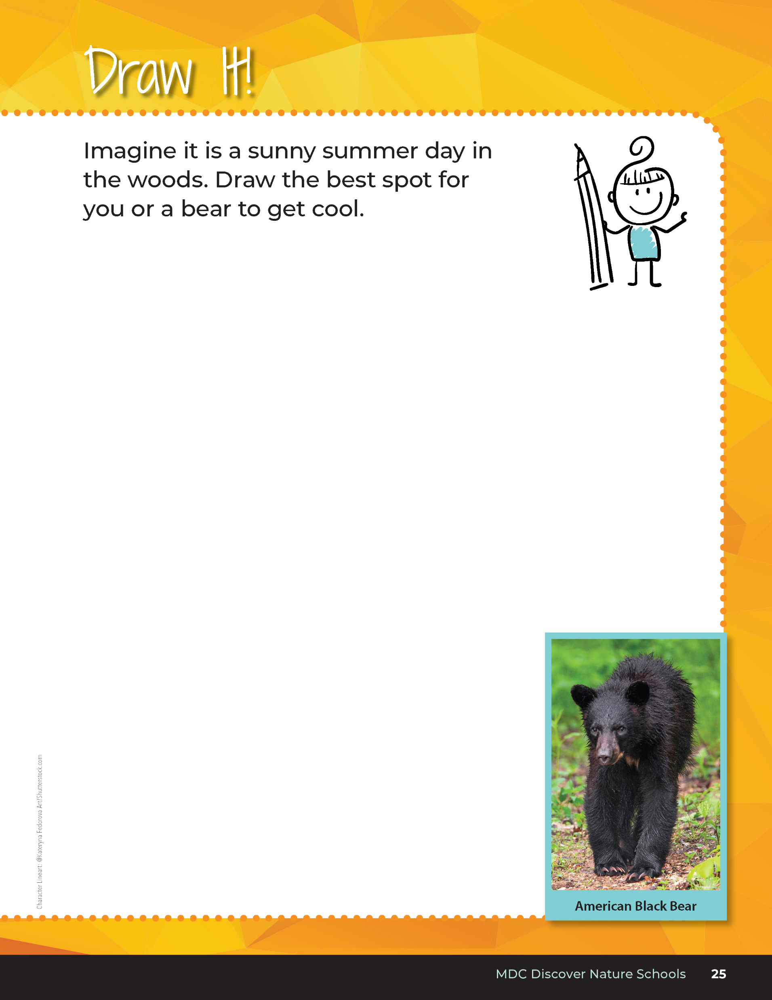 Draw It!
Imagine it is a sunny summer day in
the woods. Draw the best spot for
you or a bear to get cool.
Character Lineart: @Kateryna Fedorova Art/Shutterstock.com
American Black Bear
MDC Discover Nature Schools 25